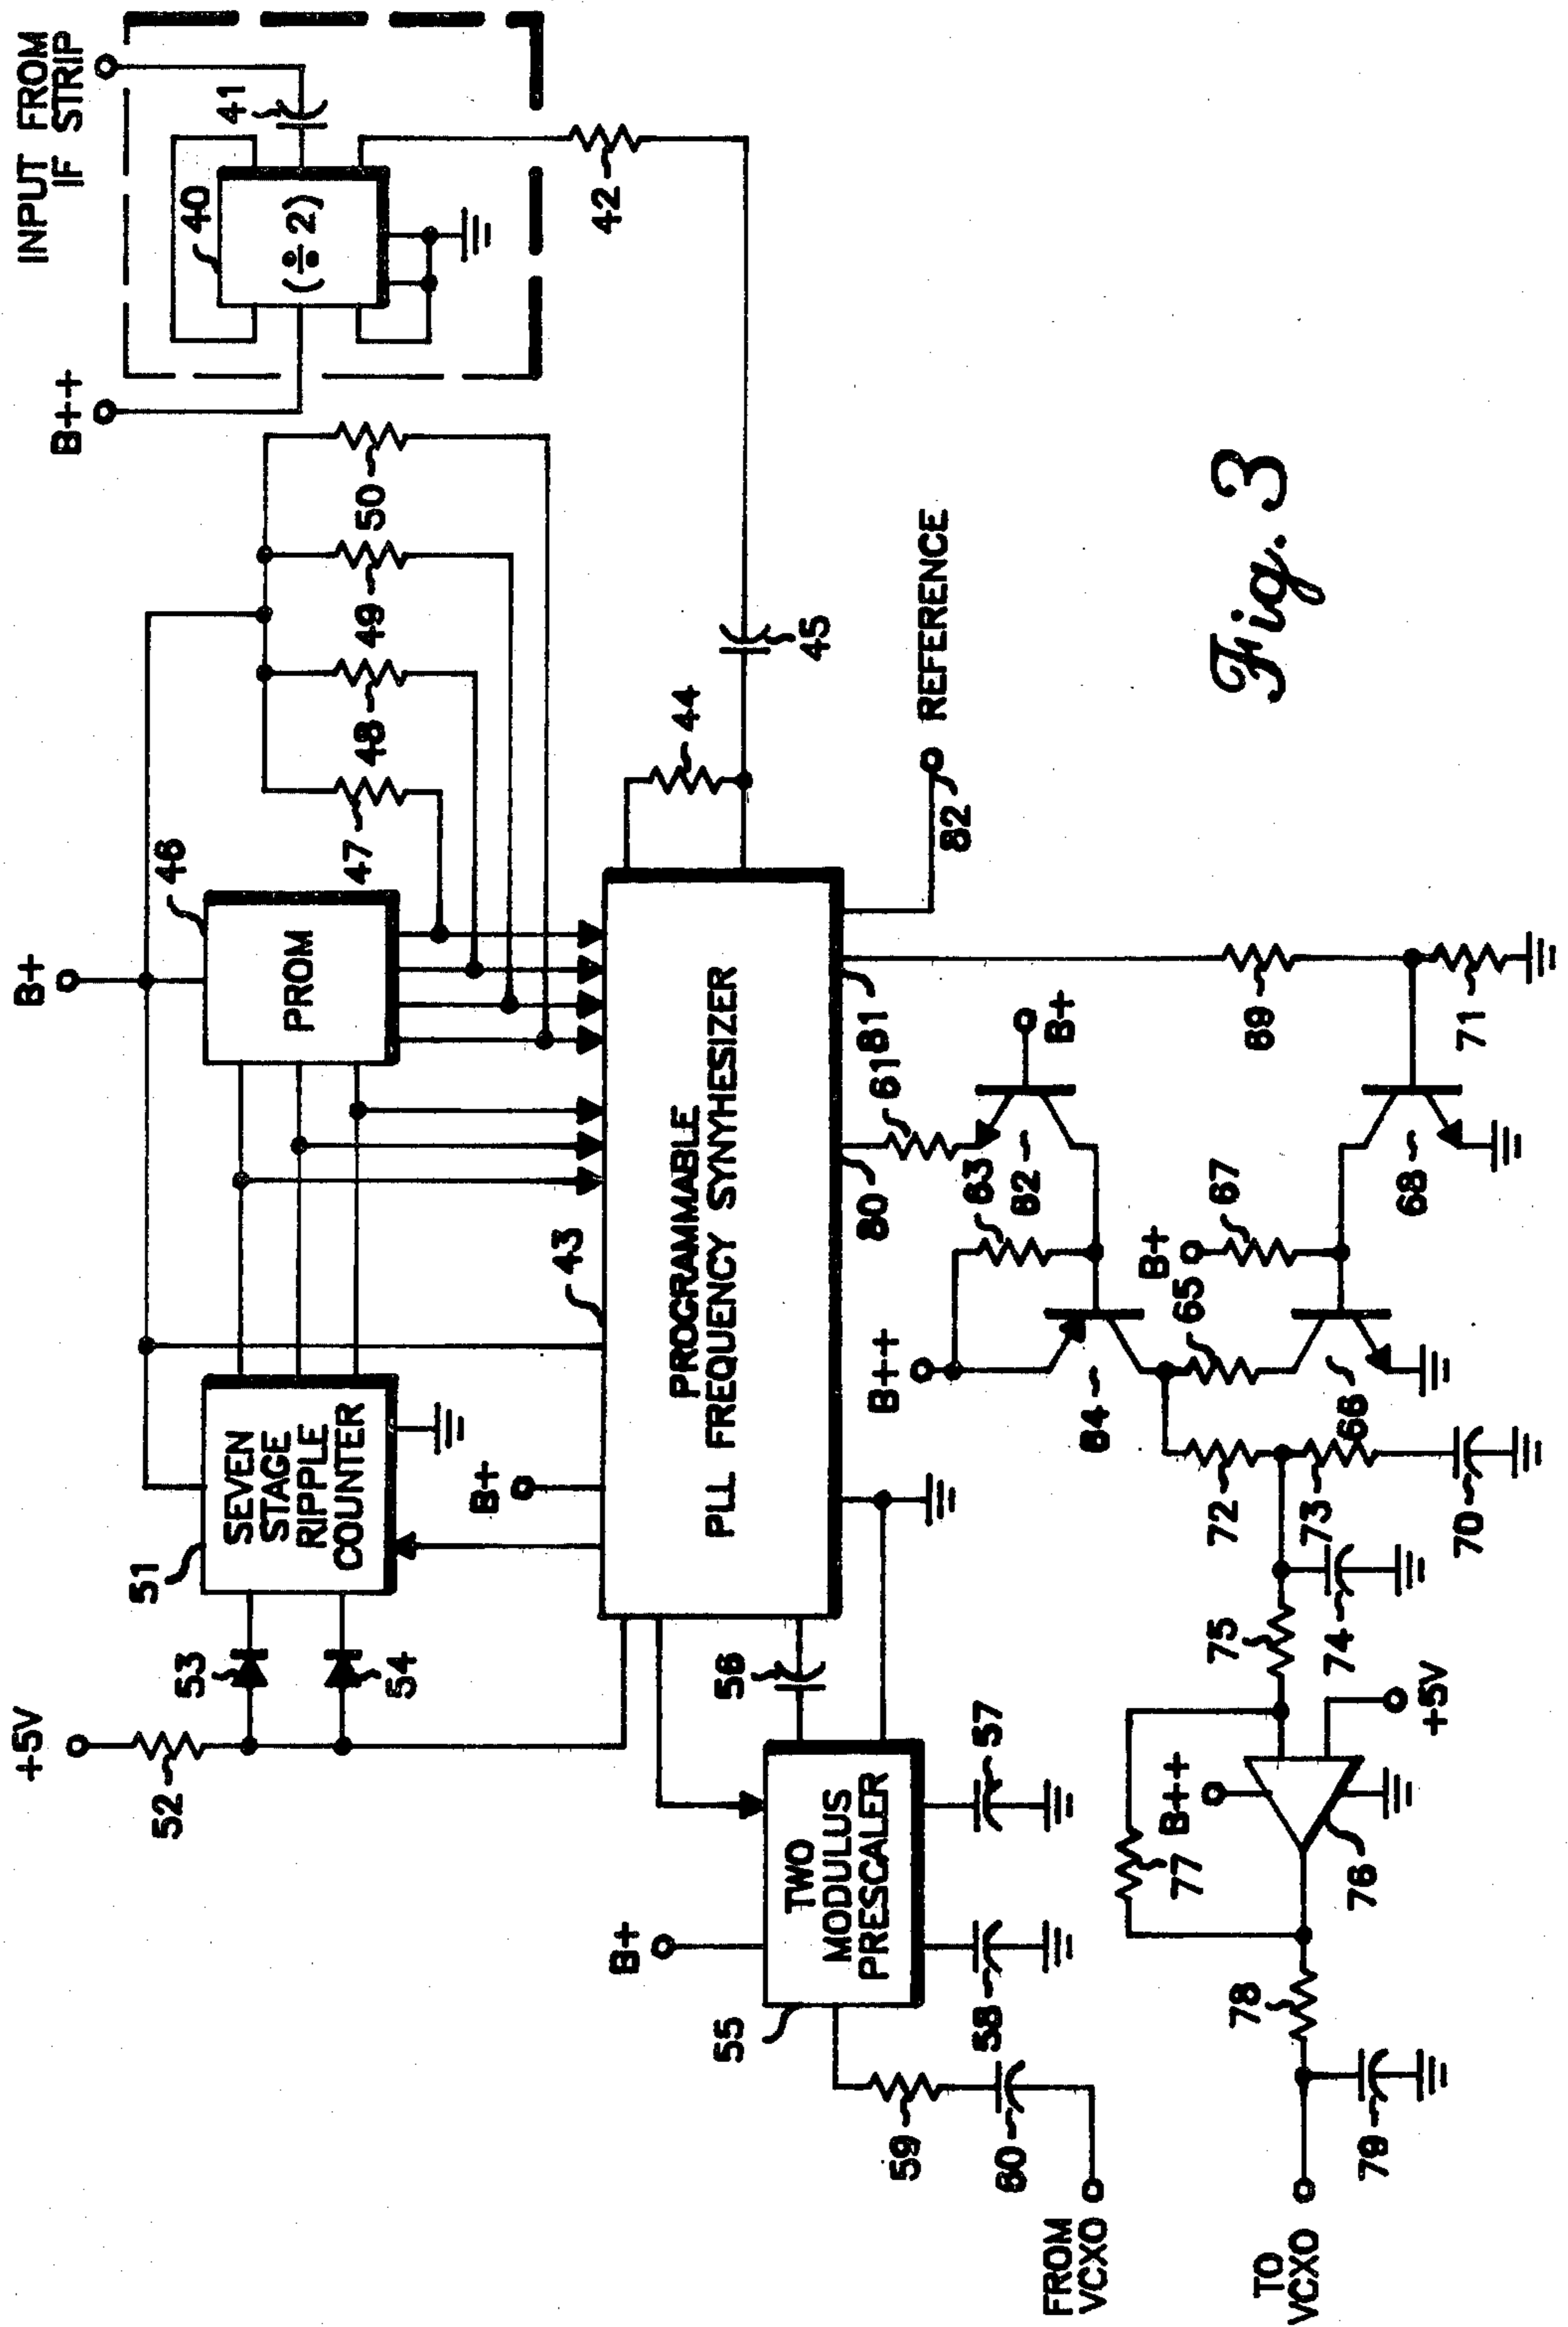 INPUT FROM
IF STRIP
41
40
(÷2)
42
B++
50
49
48
47
B+
46
PROM
44
45
REFERENCE
82
Fig. 3
43
PROGRAMMABLE
PLL FREQUENCY SYNYHESIZER
81
80
61
B+
63
62
89
71
67
68
B+
65
B++
64
66
72
73
70
SEVEN
STAGE
RIPPLE
COUNTER
51
B+
53
54
+5V
52
56
57
TWO
MODULUS
PRESCALER
B+
55
58
59
60
FROM
VCXO
75
74
+5V
B++
77
76
78
79
TO
VCXO